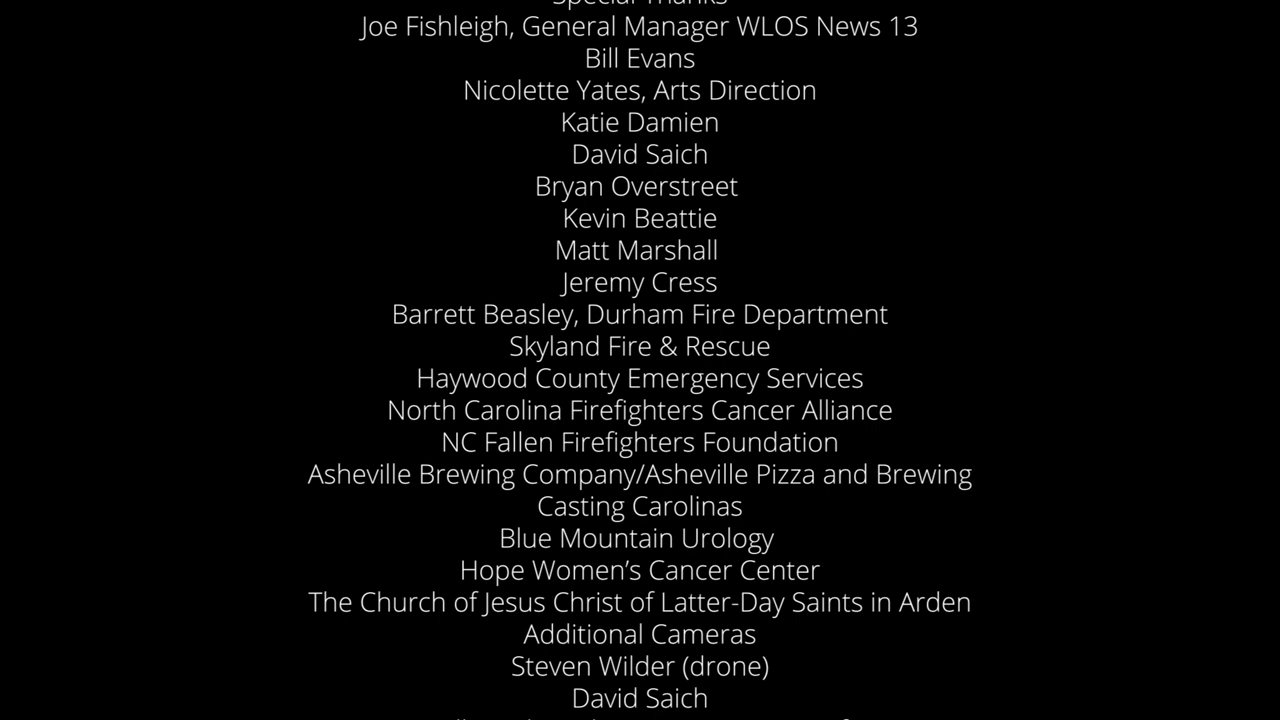 Special Thanks
Joe Fishleigh, General Manager WLOS News 13
Bill Evans
Nicolette Yates, Arts Direction
Katie Damien
David Saich
Bryan Overstreet
Kevin Beattie
Matt Marshall
Jeremy Cress
Barrett Beasley, Durham Fire Department
Skyland Fire & Rescue
Haywood County Emergency Services
North Carolina Firefighters Cancer Alliance
NC Fallen Firefighters Foundation
Asheville Brewing Company/Asheville Pizza and Brewing
Casting Carolinas
Blue Mountain Urology
Hope Women’s Cancer Center
The Church of Jesus Christ of Latter-Day Saints in Arden
Additional Cameras
Steven Wilder (drone)
David Saich